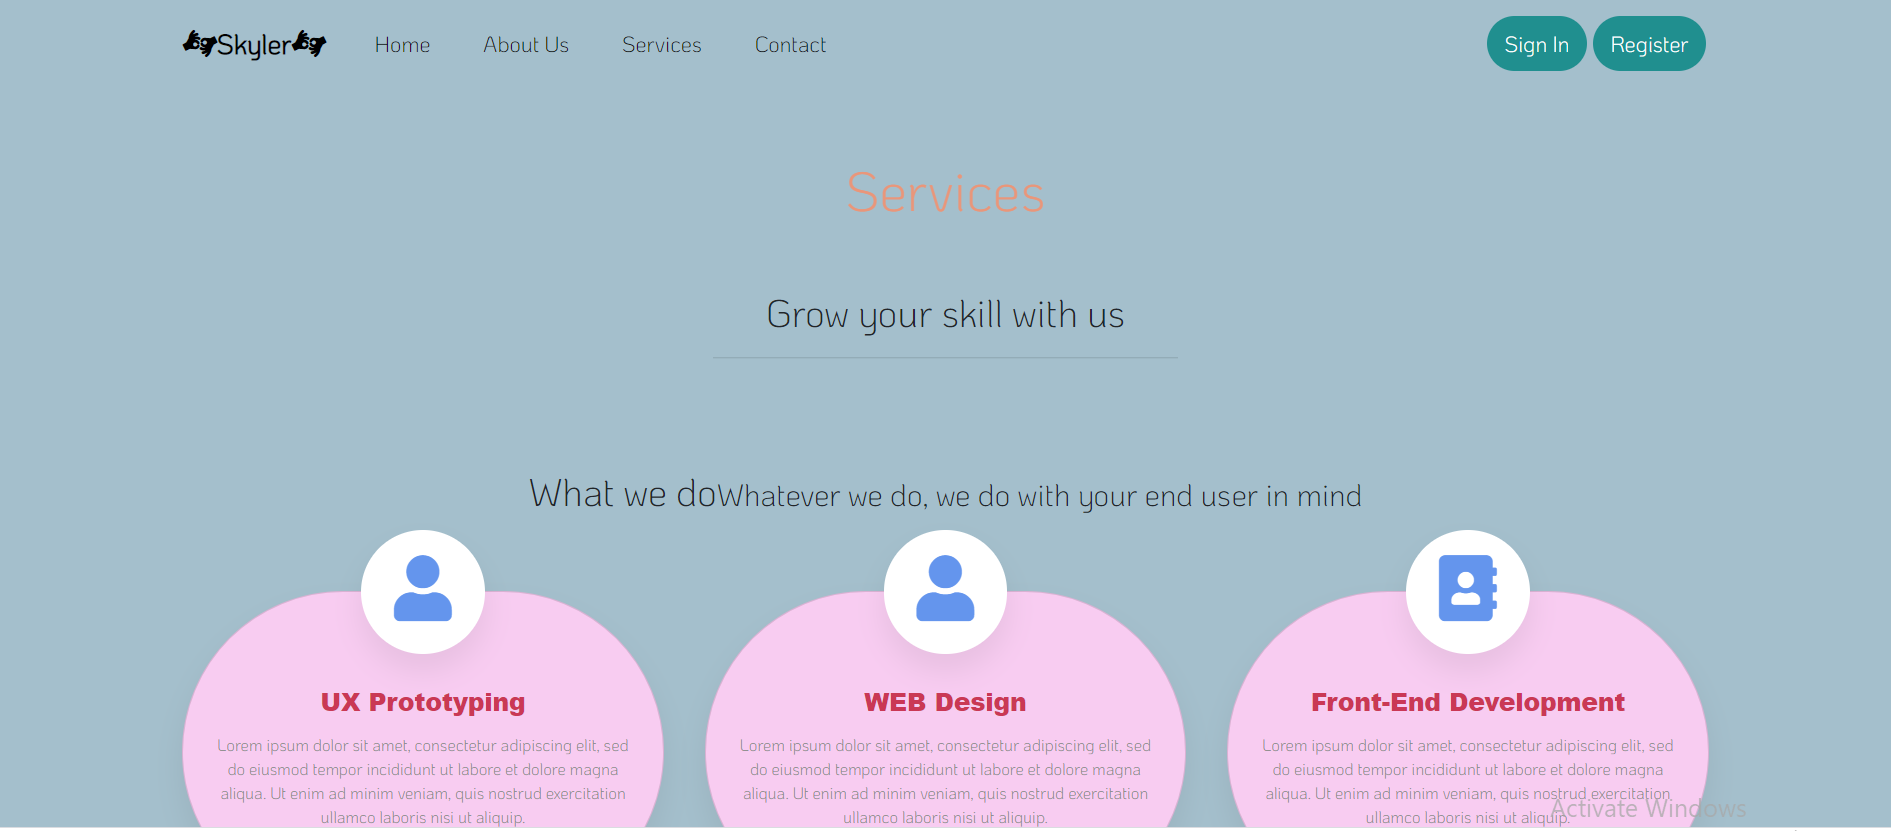 Skyler Home About Us Services Contact Sign In Register
Services
Grow your skill with us
What we doWhatever we do, we do with your end user in mind
UX Prototyping
Lorem ipsum dolor sit amet, consectetur adipiscing elit, sed
do eiusmod tempor incididunt ut labore et dolore magna
aliqua. Ut enim ad minim veniam, quis nostrud exercitation
ullamco laboris nisi ut aliquip.
WEB Design
Lorem ipsum dolor sit amet, consectetur adipiscing elit, sed
do eiusmod tempor incididunt ut labore et dolore magna
aliqua. Ut enim ad minim veniam, quis nostrud exercitation
ullamco laboris nisi ut aliquip.
Front-End Development
Lorem ipsum dolor sit amet, consectetur adipiscing elit, sed
do eiusmod tempor incididunt ut labore et dolore magna
aliqua. Ut enim ad minim veniam, quis nostrud exercitation
ullamco laboris nisi ut aliquip.
Activate Windows